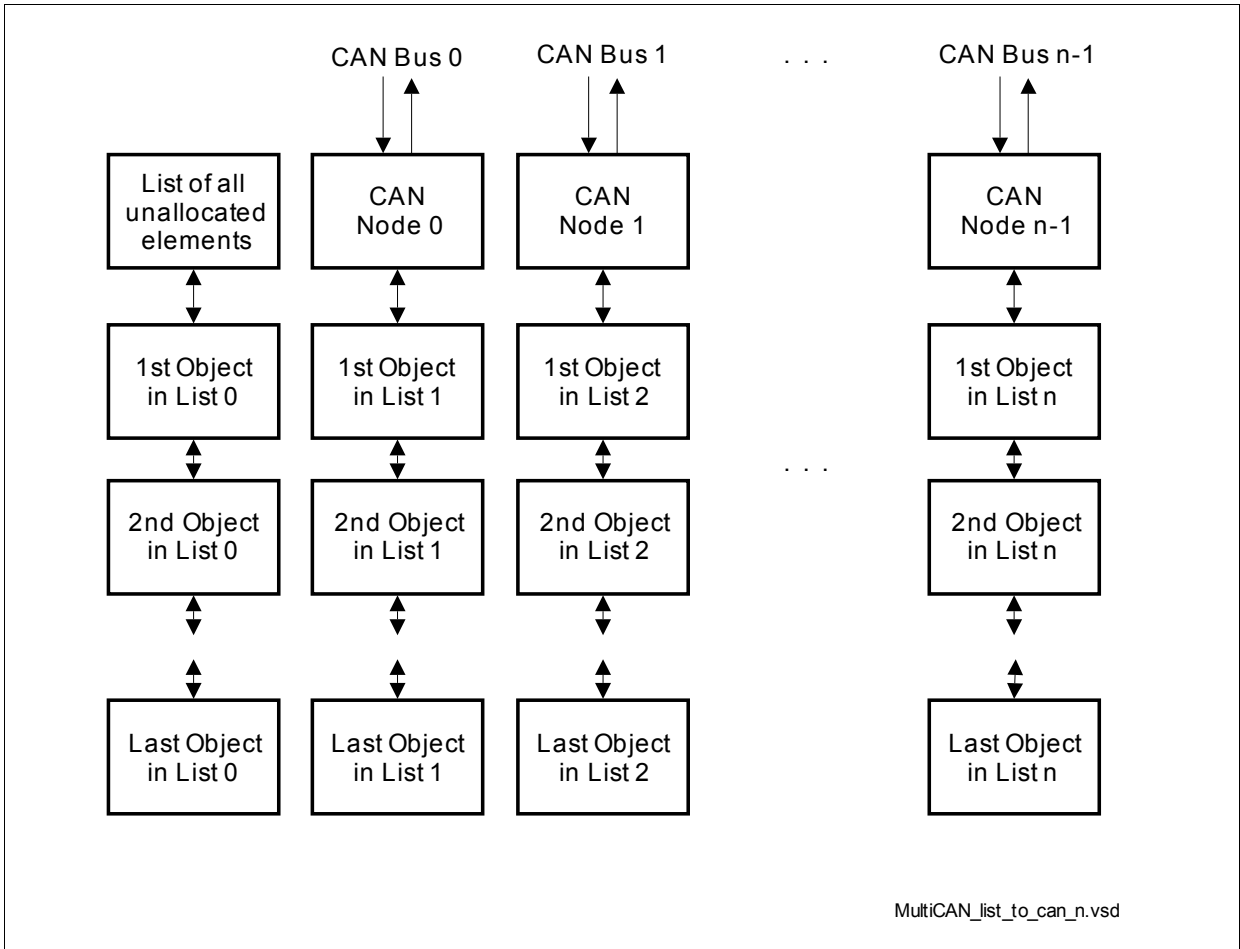 CAN Bus 0
CAN Bus 1
. . .
CAN Bus n-1
List of all
unallocated
elements
CAN
Node 0
CAN
Node 1
CAN
Node n-1
1st Object
in List 0
1st Object
in List 1
1st Object
in List 2
1st Object
in List n
. . .
2nd Object
in List 0
2nd Object
in List 1
2nd Object
in List 2
2nd Object
in List n
Last Object
in List 0
Last Object
in List 1
Last Object
in List 2
Last Object
in List n
MultiCAN_list_to_can_n.vsd